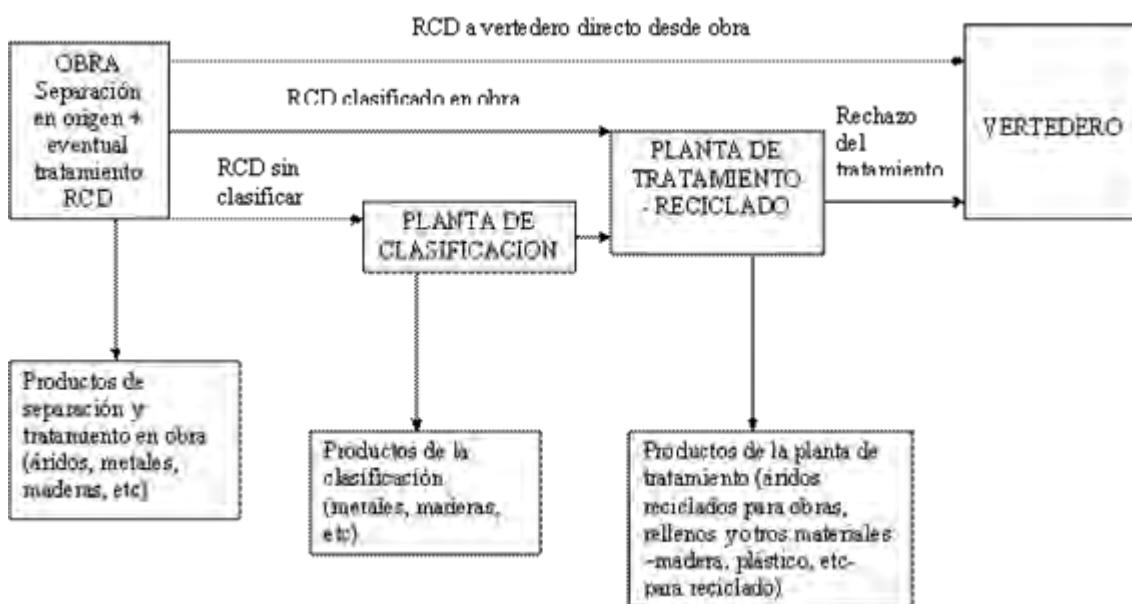 RCD a vertedero directo desde obra
OBRA
Separación
en origen +
eventual
tratamiento
RCD
RCD clasificado en obra
RCD sin
clasificar
PLANTA DE
CLASIFICACION
PLANTA DE
TRATAMIENTO
- RECICLADO
Rechazo
del
tratamiento
VERTEDERO
Productos de
separación y
tratamiento en obra
(áridos, metales,
maderas, etc)
Productos de la
clasificación
(metales, maderas,
etc)
Productos de la planta de
tratamiento (áridos
reciclados para obras,
rellenos y otros materiales
-madera, plástico, etc-
para reciclado)